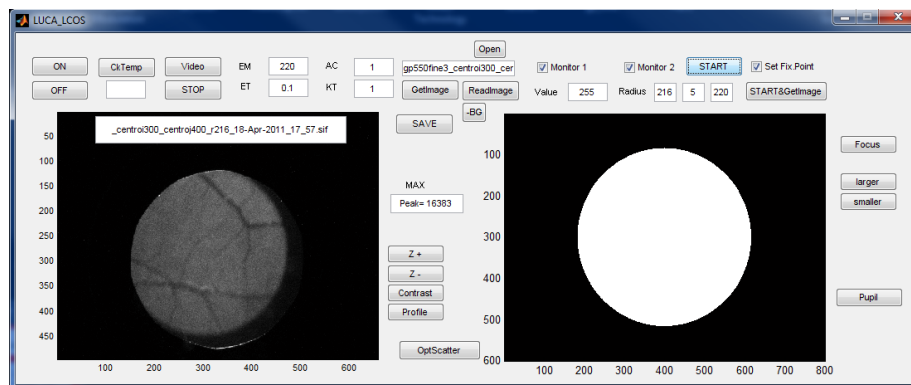 LUCA_LCOS
Open
ON CkTemp Video EM 220 AC 1 gp550fine3_centroi300_cer Monitor 1 Monitor 2 START Set Fix.Point
OFF STOP ET 0.1 KT 1 GetImage ReadImage Value 255 Radius 216 5 220 START&GetImage
-BG
SAVE
_centroi300_centroj400_r216_18-Apr-2011_17_57.sif
50
100
150
200
250
300
350
400
450
100 200 300 400 500 600
MAX
Peak= 16383
Z +
Z -
Contrast
Profile
OptScatter
100
200
300
400
500
600
100 200 300 400 500 600 700 800
Focus
larger
smaller
Pupil